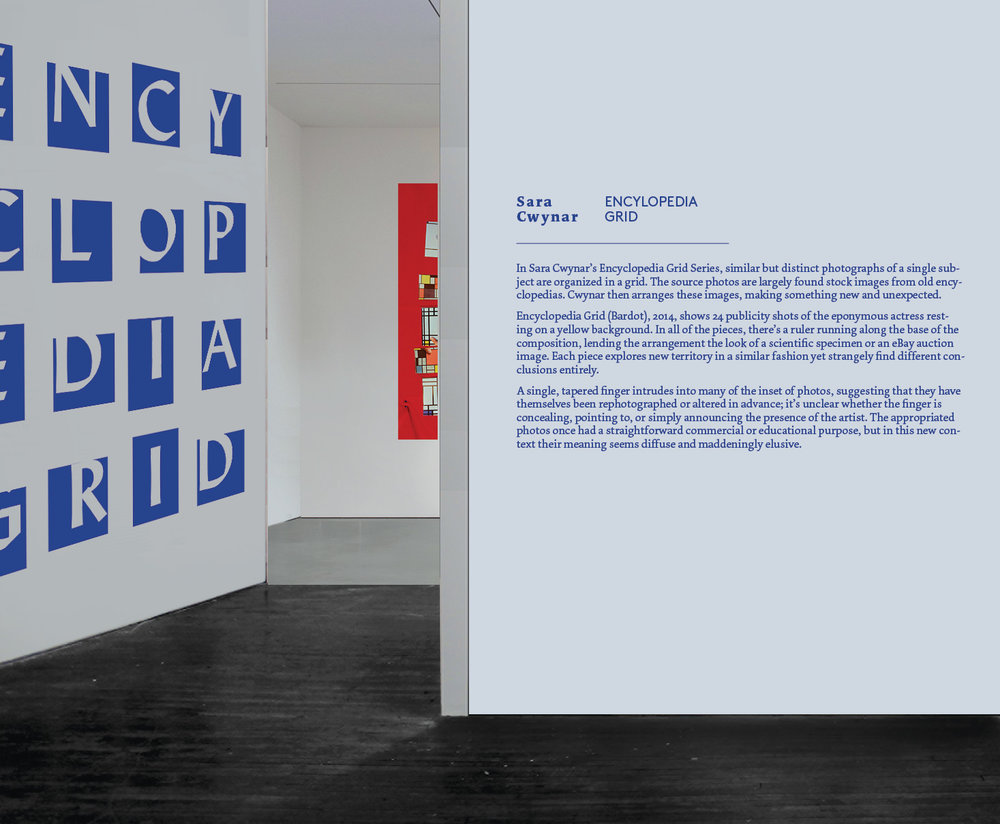 ENCY
CLOP
EDIA
GRID
Sara
Cwynar
ENCYLOPEDIA
GRID
In Sara Cwynar's Encyclopedia Grid Series, similar but distinct photographs of a single sub-
ject are organized in a grid. The source photos are largely found stock images from old ency-
clopedias. Cwynar then arranges these images, making something new and unexpected.
Encyclopedia Grid (Bardot), 2014, shows 24 publicity shots of the eponymous actress rest-
ing on a yellow background. In all of the pieces, there's a ruler running along the base of the
composition, lending the arrangement the look of a scientific specimen or an eBay auction
image. Each piece explores new territory in a similar fashion yet strangely find different con-
clusions entirely.
A single, tapered finger intrudes into many of the inset of photos, suggesting that they have
themselves been rephotographed or altered in advance; it's unclear whether the finger is
concealing, pointing to, or simply announcing the presence of the artist. The appropriated
photos once had a straightforward commercial or educational purpose, but in this new con-
text their meaning seems diffuse and maddeningly elusive.